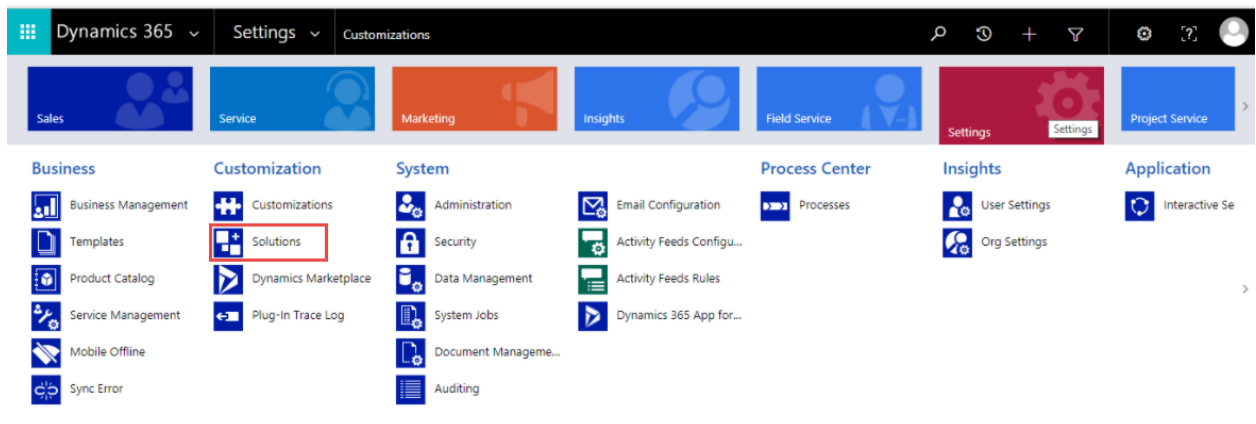 Dynamics 365 Settings Customizations [?]
Sales Service Marketing Insights Field Service Settings Settings Project Service
Business Customization System Process Center Insights Application
Business Management Customizations Administration Email Configuration Processes User Settings Interactive Se
Templates Solutions Security Activity Feeds Configu... Org Settings
Product Catalog Dynamics Marketplace Data Management Activity Feeds Rules
Service Management Plug-In Trace Log System Jobs Dynamics 365 App for...
Mobile Offline Document Manageme...
Sync Error Auditing